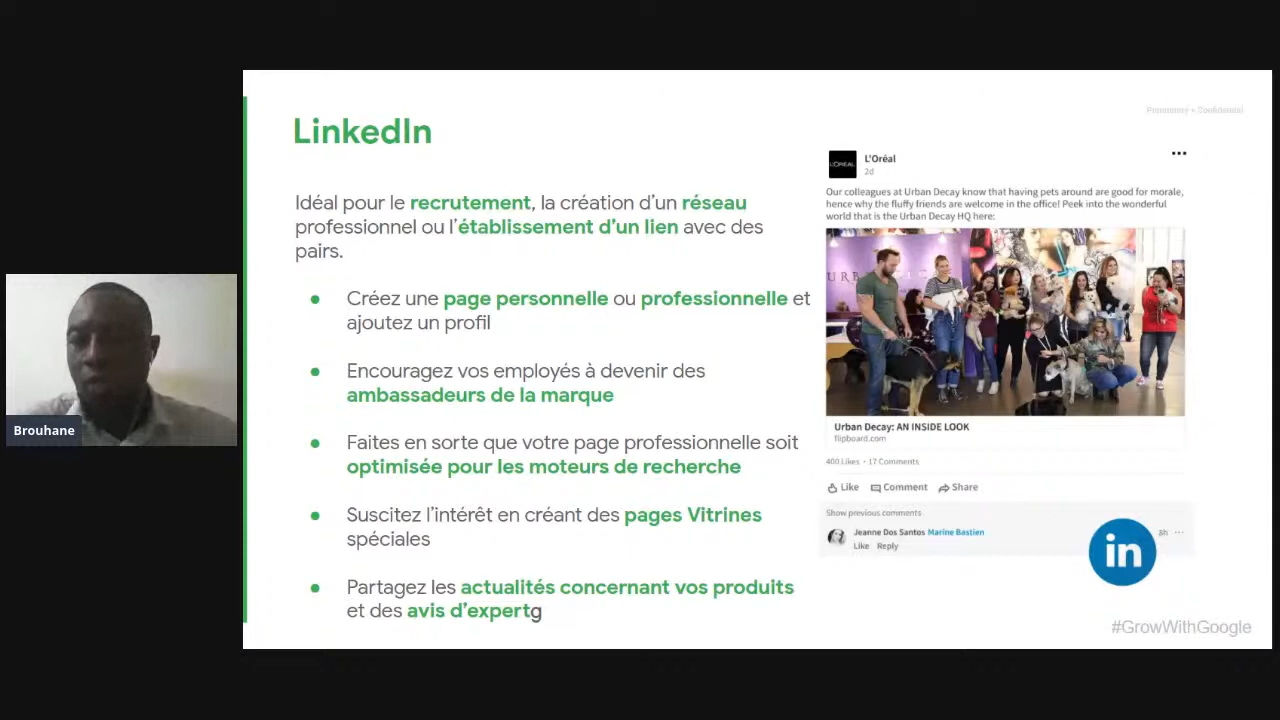 Proprietary + Confidential
LinkedIn
Idéal pour le recrutement, la création d’un réseau
professionnel ou l’établissement d’un lien avec des
pairs.
● Créez une page personnelle ou professionnelle et
ajoutez un profil
● Encouragez vos employés à devenir des
ambassadeurs de la marque
● Faites en sorte que votre page professionnelle soit
optimisée pour les moteurs de recherche
● Suscitez l’intérêt en créant des pages Vitrines
spéciales
● Partagez les actualités concernant vos produits
et des avis d’expertg
L'ORÉAL
L'Oréal
2d
Our colleagues at Urban Decay know that having pets around are good for morale,
hence why the fluffy friends are welcome in the office! Peek into the wonderful
world that is the Urban Decay HQ here:
Urban Decay: AN INSIDE LOOK
flipboard.com
400 Likes • 17 Comments
Like Comment Share
Show previous comments
Jeanne Dos Santos Marine Bastien
8h ...
Like Reply
in
#GrowWithGoogle
Brouhane